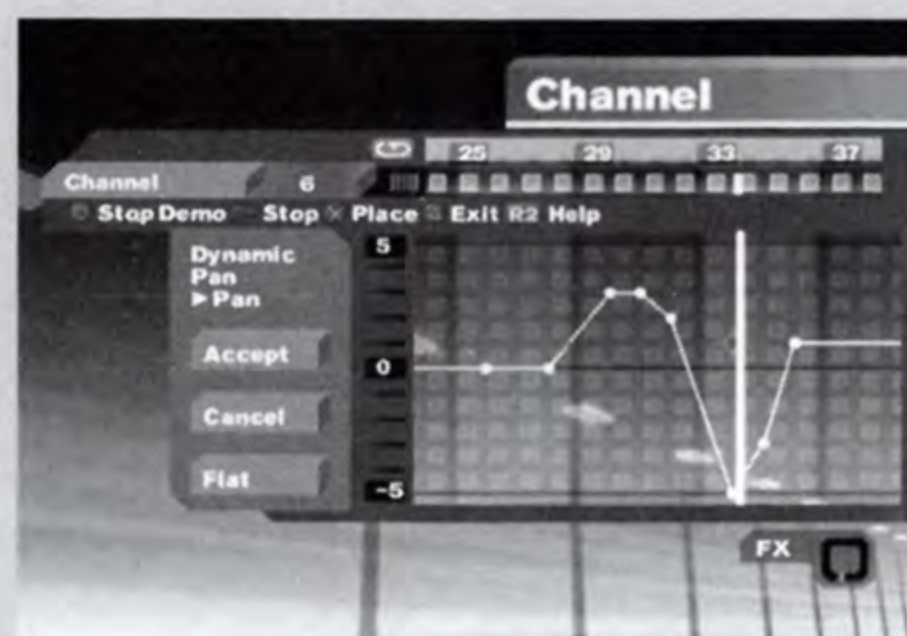 Channel
25 29 33 37
Channel 6
Stop Demo Stop Place Exit R2 Help
Dynamic
Pan
Pan
Accept
Cancel
Flat
5
0
-5
FX